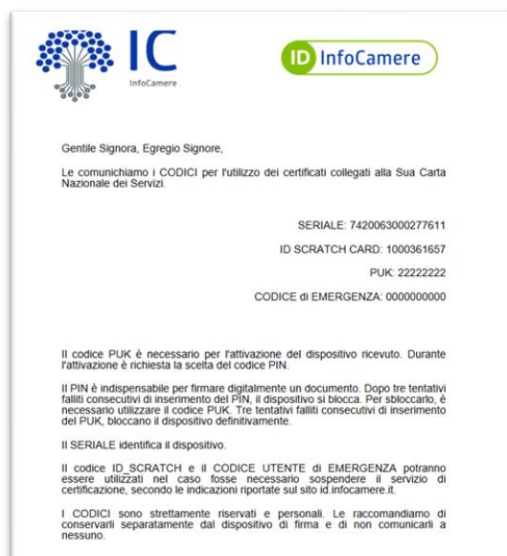 IC
InfoCamere
ID InfoCamere
Gentile Signora, Egregio Signore,
Le comunichiamo i CODICI per l'utilizzo dei certificati collegati alla Sua Carta
Nazionale dei Servizi.
SERIALE: 7420063000277611
ID SCRATCH CARD: 1000361657
PUK: 22222222
CODICE di EMERGENZA: 0000000000
Il codice PUK è necessario per l'attivazione del dispositivo ricevuto. Durante
l'attivazione è richiesta la scelta del codice PIN.
Il PIN è indispensabile per firmare digitalmente un documento. Dopo tre tentativi
falliti consecutivi di inserimento del PIN, il dispositivo si blocca. Per sbloccarlo, è
necessario utilizzare il codice PUK. Tre tentativi falliti consecutivi di inserimento
del PUK, bloccano il dispositivo definitivamente.
Il SERIALE identifica il dispositivo.
Il codice ID_SCRATCH e il CODICE UTENTE di EMERGENZA potranno
essere utilizzati nel caso fosse necessario sospendere il servizio di
certificazione, secondo le indicazioni riportate sul sito id.infocamere.it.
I CODICI sono strettamente riservati e personali. Le raccomandiamo di
conservarli separatamente dal dispositivo di firma e di non comunicarli a
nessuno.